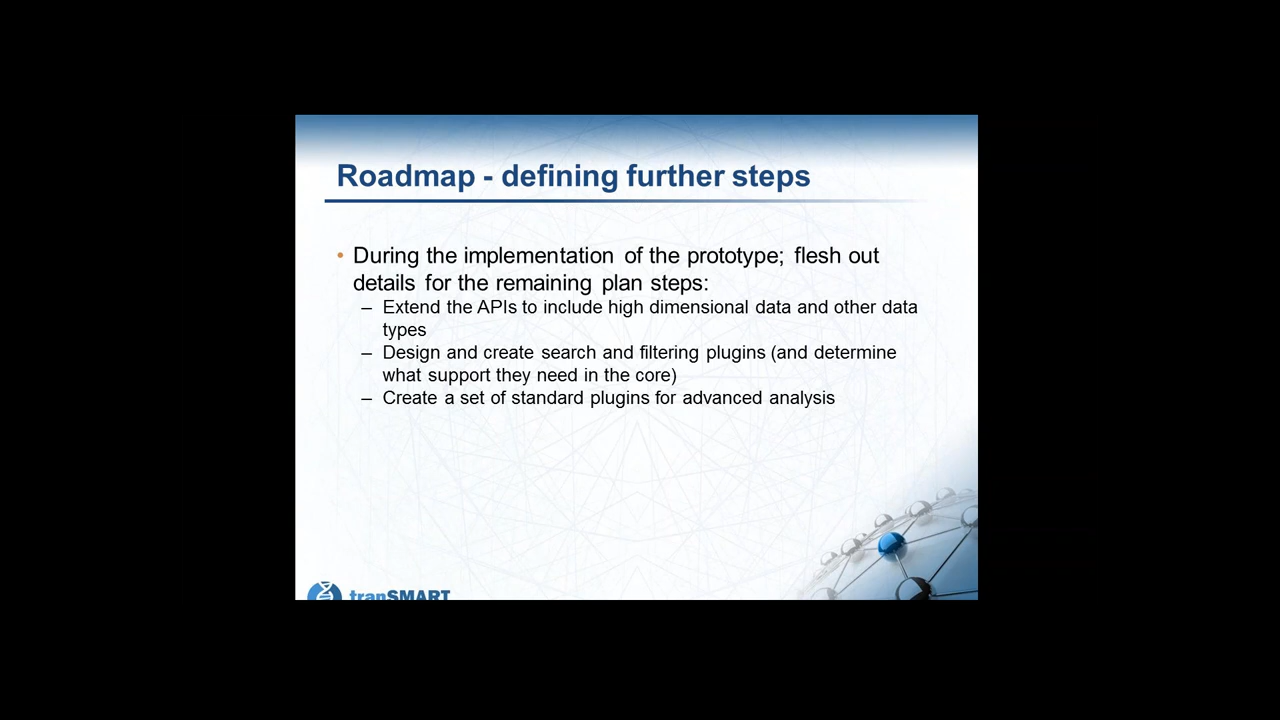 Roadmap - defining further steps
• During the implementation of the prototype; flesh out
details for the remaining plan steps:
– Extend the APIs to include high dimensional data and other data
types
– Design and create search and filtering plugins (and determine
what support they need in the core)
– Create a set of standard plugins for advanced analysis
tranSMART